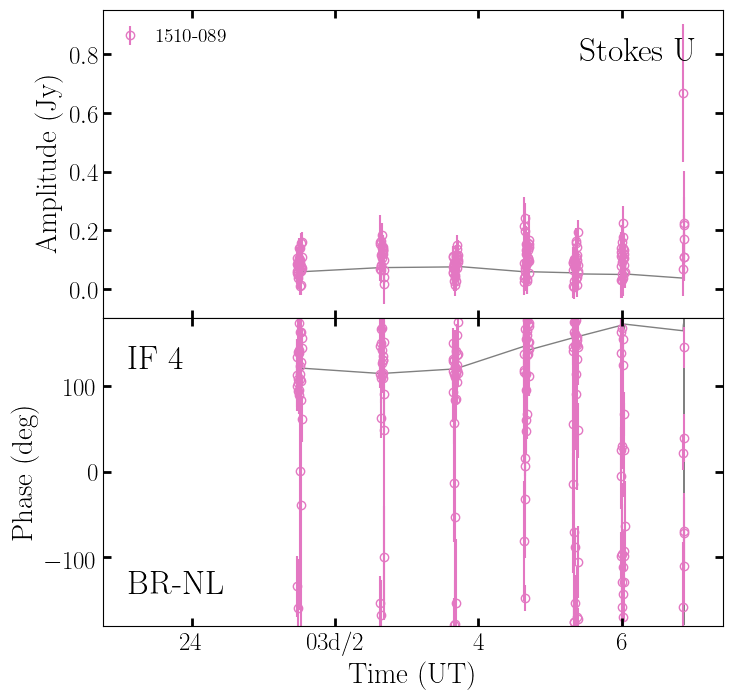 1510-089
Stokes U
Amplitude (Jy)
0.8
0.6
0.4
0.2
0.0
IF 4
BR-NL
Phase (deg)
100
0
−100
24
03d/2
4
6
Time (UT)